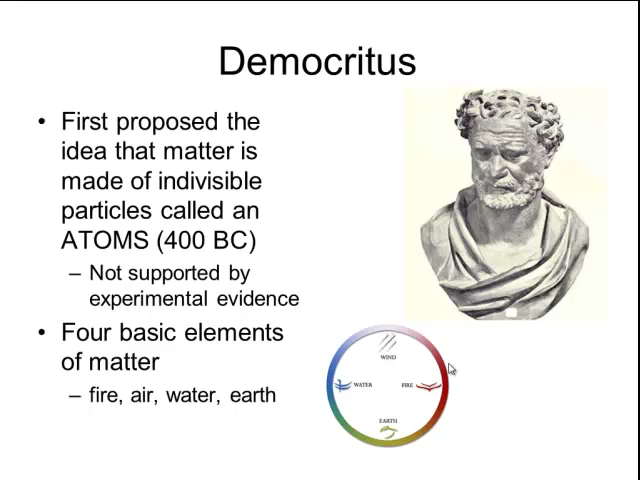 Democritus
• First proposed the
idea that matter is
made of indivisible
particles called an
ATOMS (400 BC)
– Not supported by
experimental evidence
• Four basic elements
of matter
– fire, air, water, earth
WIND
WATER
FIRE
EARTH